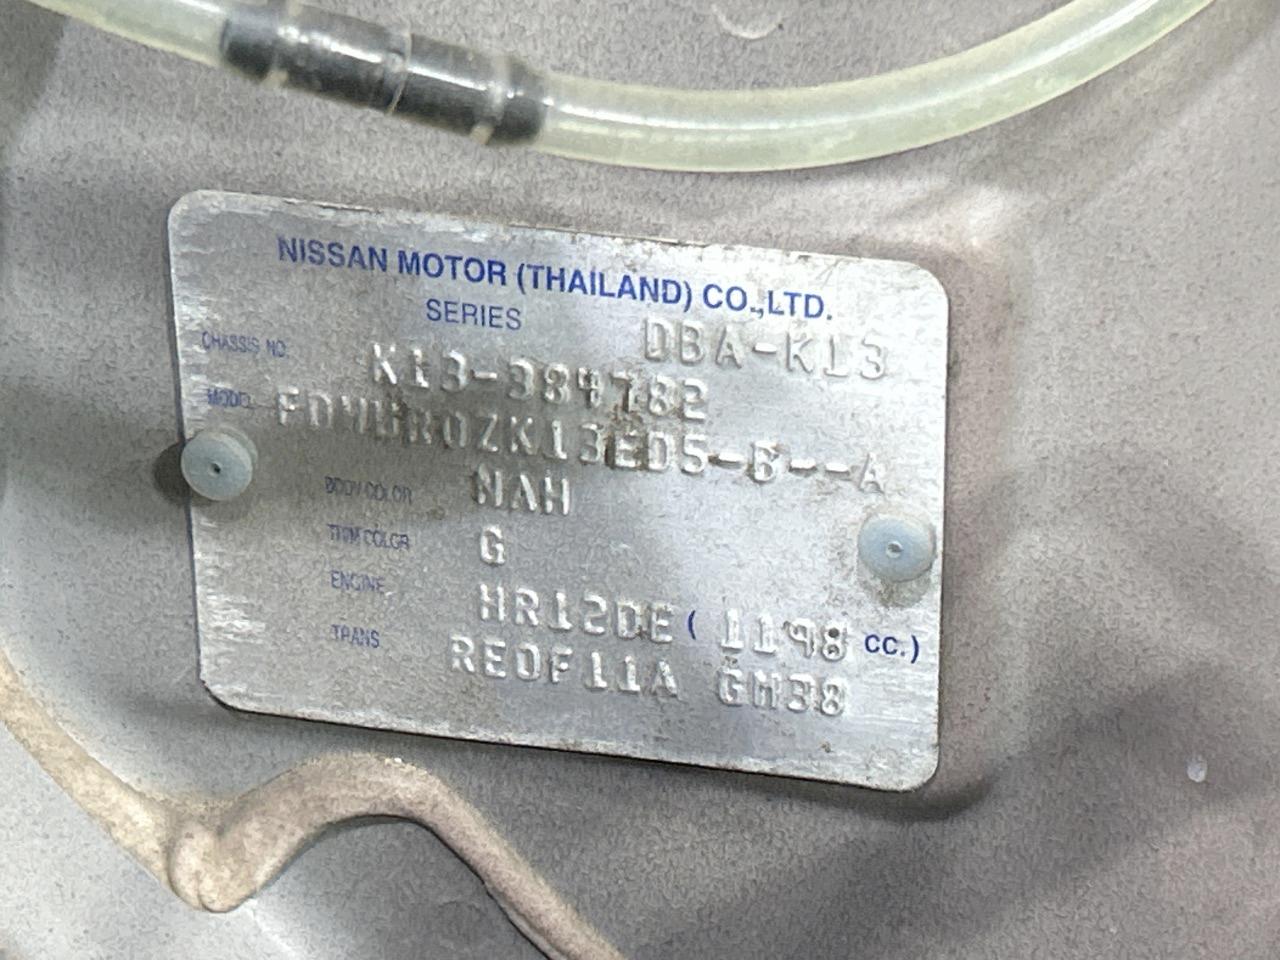 NISSAN MOTOR (THAILAND) CO.,LTD.
SERIES DBA-K13
CHASSIS NO. K13-384782
MODEL FDYBROZK13ED5-B--A
BODY COLOR NAH
TRIM COLOR G
ENGINE HR12DE ( 1198 CC.)
TRANS RE0F11A GM38